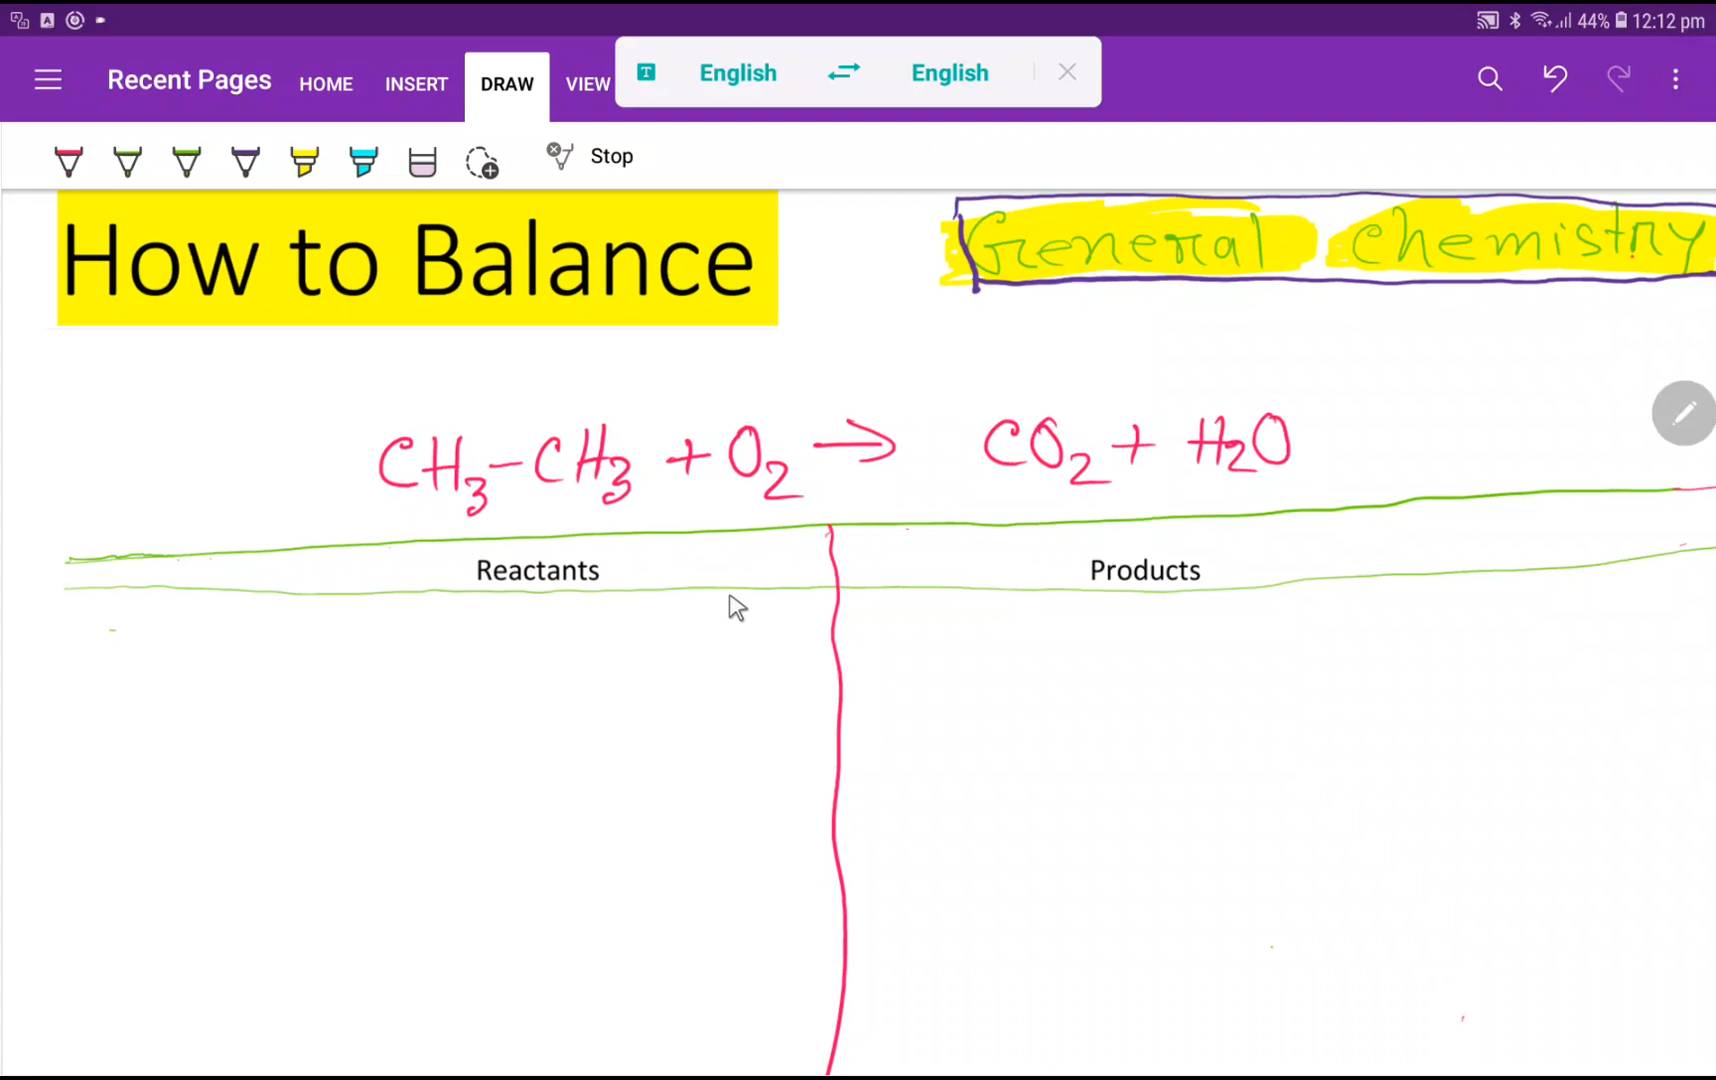 44% 12:12 pm
Recent Pages HOME INSERT DRAW VIEW English English
Stop
How to Balance
General Chemistry
CH₃-CH₃ + O₂ → CO₂ + H₂O
Reactants Products